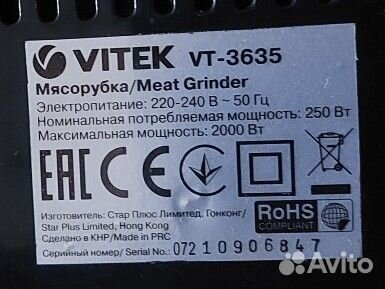 VITEK VT-3635
Мясорубка/Meat Grinder
Электропитание: 220-240 В ~ 50 Гц
Номинальная потребляемая мощность: 250 Вт
Максимальная мощность: 2000 Вт
EAC CE
Изготовитель: Стар Плюс Лимитед, Гонконг/
Star Plus Limited, Hong Kong
Сделано в КНР/Made in PRC
Серийный номер/ Serial No.: 0721 0906847
RoHS
COMPLIANT
Avito